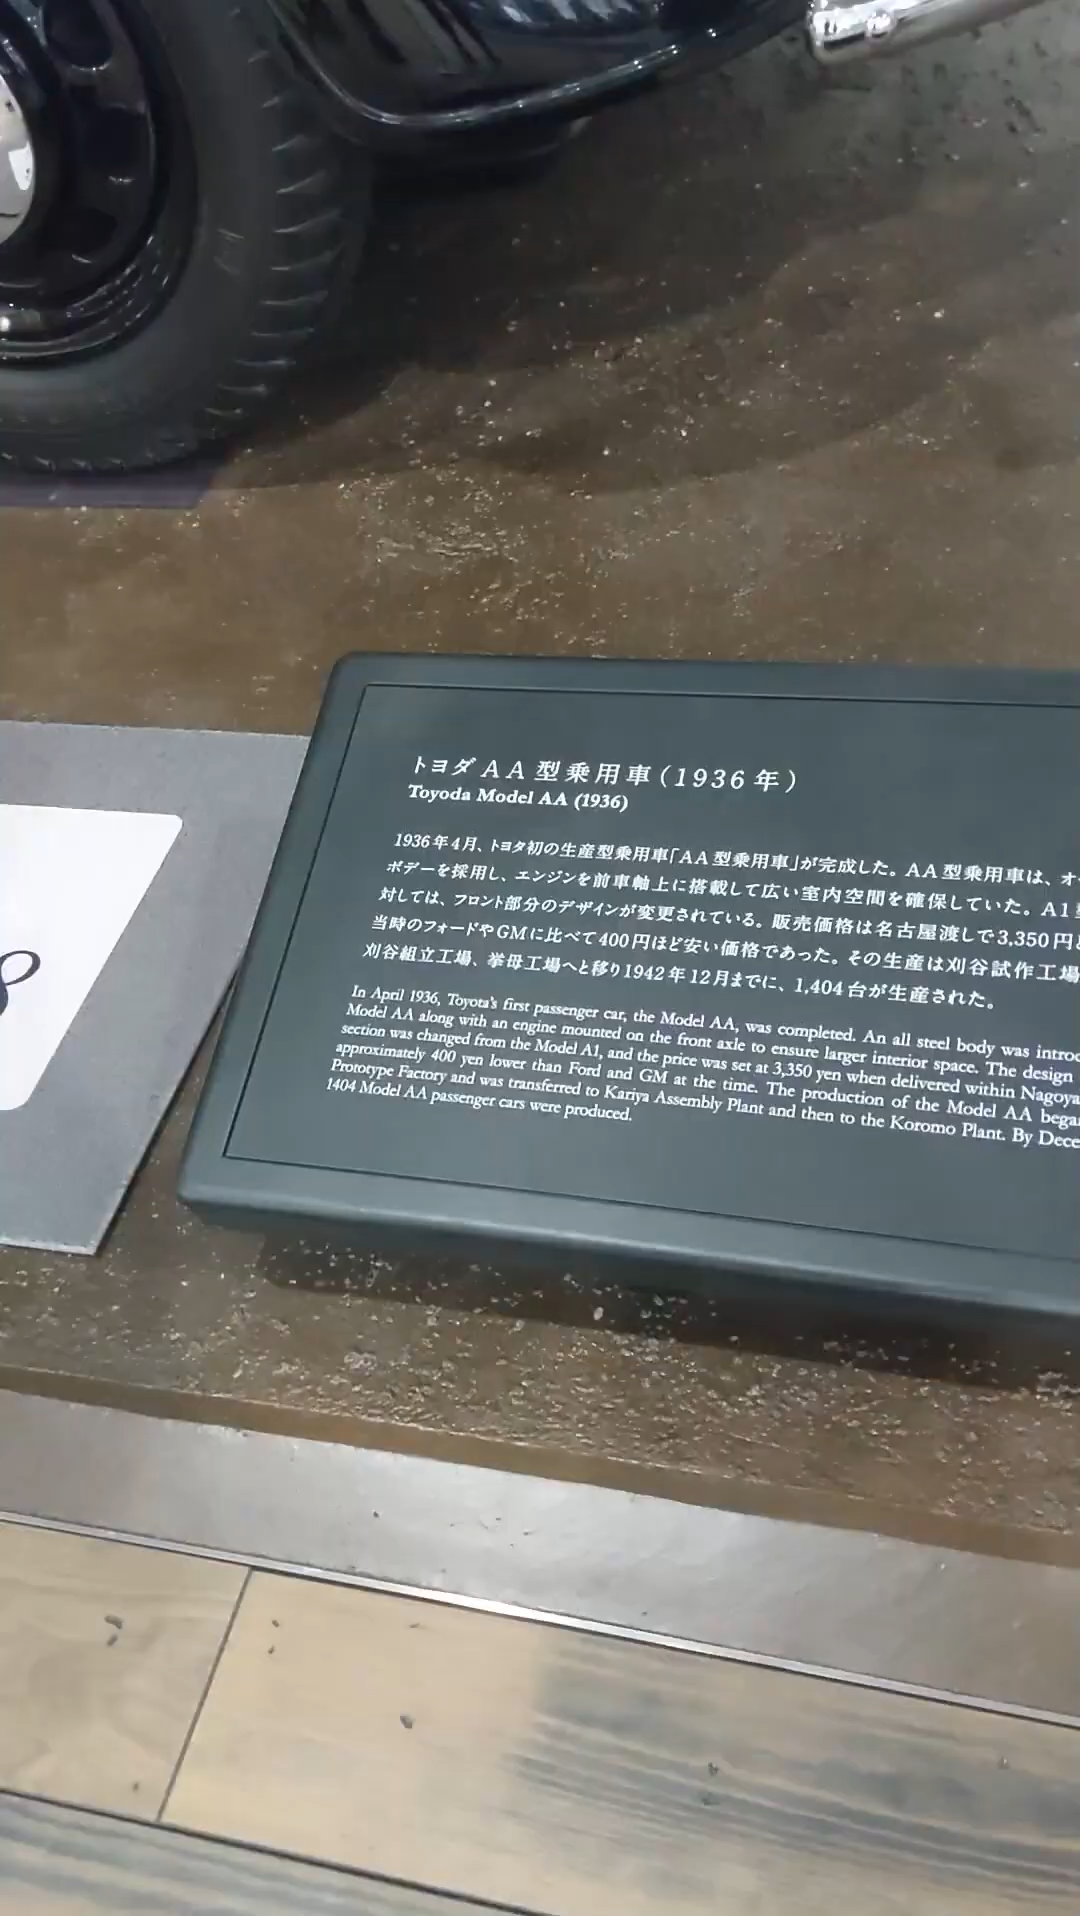 トヨダ AA 型乗用車（1936 年）
Toyoda Model AA (1936)
1936年4月、トヨタ初の生産型乗用車「AA型乗用車」が完成した。AA型乗用車は、オ
ボデーを採用し、エンジンを前車軸上に搭載して広い室内空間を確保していた。A1
対しては、フロント部分のデザインが変更されている。販売価格は名古屋渡しで3,350円
当時のフォードやGMに比べて400円ほど安い価格であった。その生産は刈谷試作工場
刈谷組立工場、挙母工場へと移り1942年12月までに、1,404台が生産された。
In April 1936, Toyota's first passenger car, the Model AA, was completed. An all steel body was introd
Model AA along with an engine mounted on the front axle to ensure larger interior space. The design
section was changed from the Model A1, and the price was set at 3,350 yen when delivered within Nagoya
approximately 400 yen lower than Ford and GM at the time. The production of the Model AA began
Prototype Factory and was transferred to Kariya Assembly Plant and then to the Koromo Plant. By Dece
1404 Model AA passenger cars were produced.
8